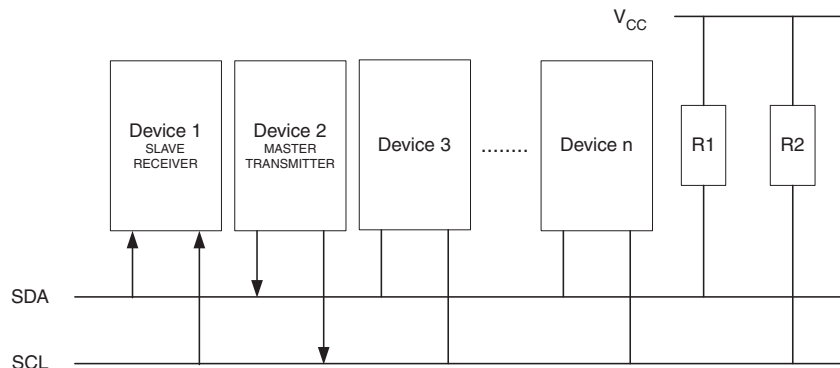 VCC
Device 1
SLAVE
RECEIVER
Device 2
MASTER
TRANSMITTER
Device 3
........
Device n
R1
R2
SDA
SCL